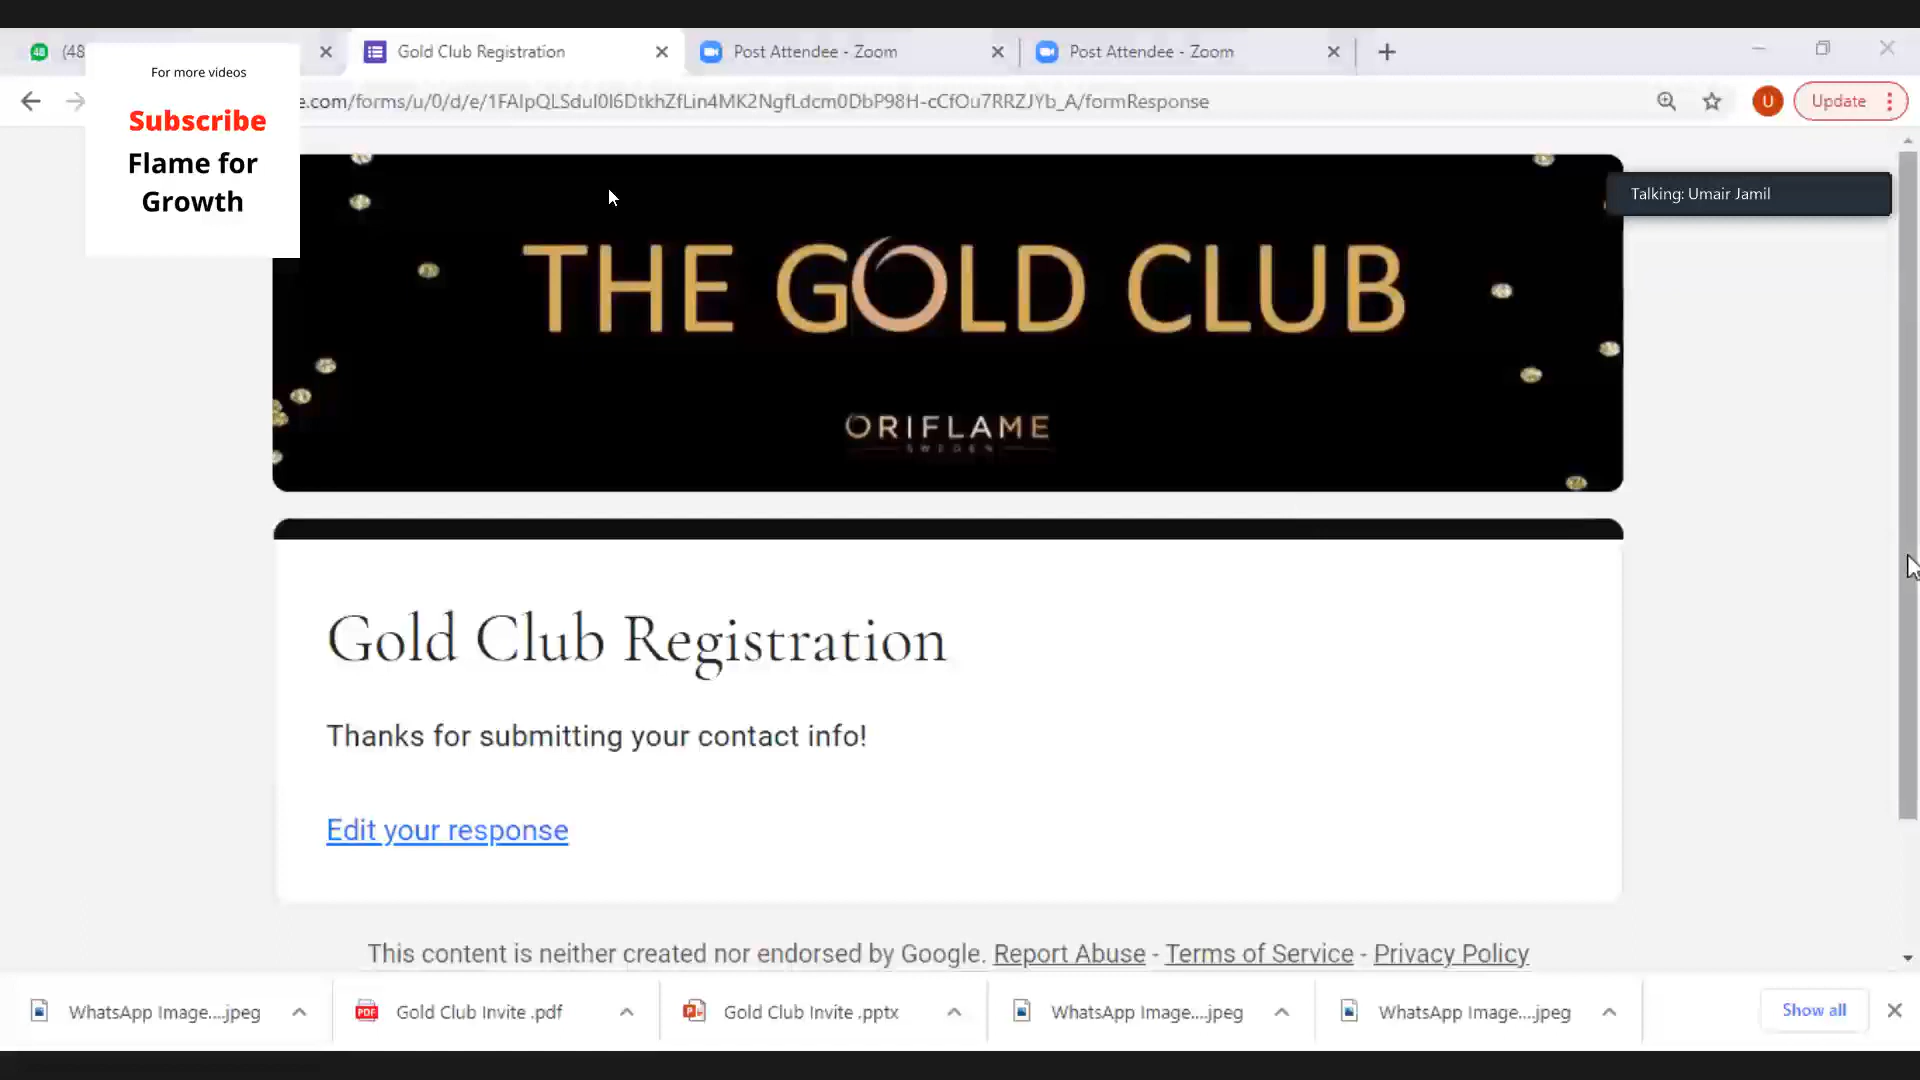 (48
Gold Club Registration
Post Attendee - Zoom
Post Attendee - Zoom
For more videos
Subscribe
Flame for
Growth
e.com/forms/u/0/d/e/1FAIpQLSdul0I6DtkhZfLin4MK2NgfLdcm0DbP98H-cCfOu7RRZJYb_A/formResponse
U
Update
Talking: Umair Jamil
THE GOLD CLUB
ORIFLAME
SWEDEN
Gold Club Registration
Thanks for submitting your contact info!
Edit your response
This content is neither created nor endorsed by Google. Report Abuse - Terms of Service - Privacy Policy
WhatsApp Image....jpeg
PDF
Gold Club Invite .pdf
Gold Club Invite .pptx
WhatsApp Image....jpeg
WhatsApp Image....jpeg
Show all